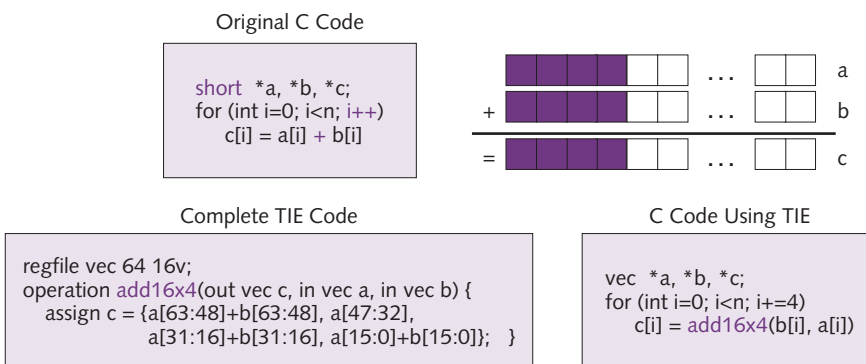 Original C Code
short *a, *b, *c;
for (int i=0; i<n; i++)
c[i] = a[i] + b[i]
... a
+ ... b
= ... c
Complete TIE Code
regfile vec 64 16v;
operation add16x4(out vec c, in vec a, in vec b) {
assign c = {a[63:48]+b[63:48], a[47:32],
a[31:16]+b[31:16], a[15:0]+b[15:0]}; }
C Code Using TIE
vec *a, *b, *c;
for (int i=0; i<n; i+=4)
c[i] = add16x4(b[i], a[i])